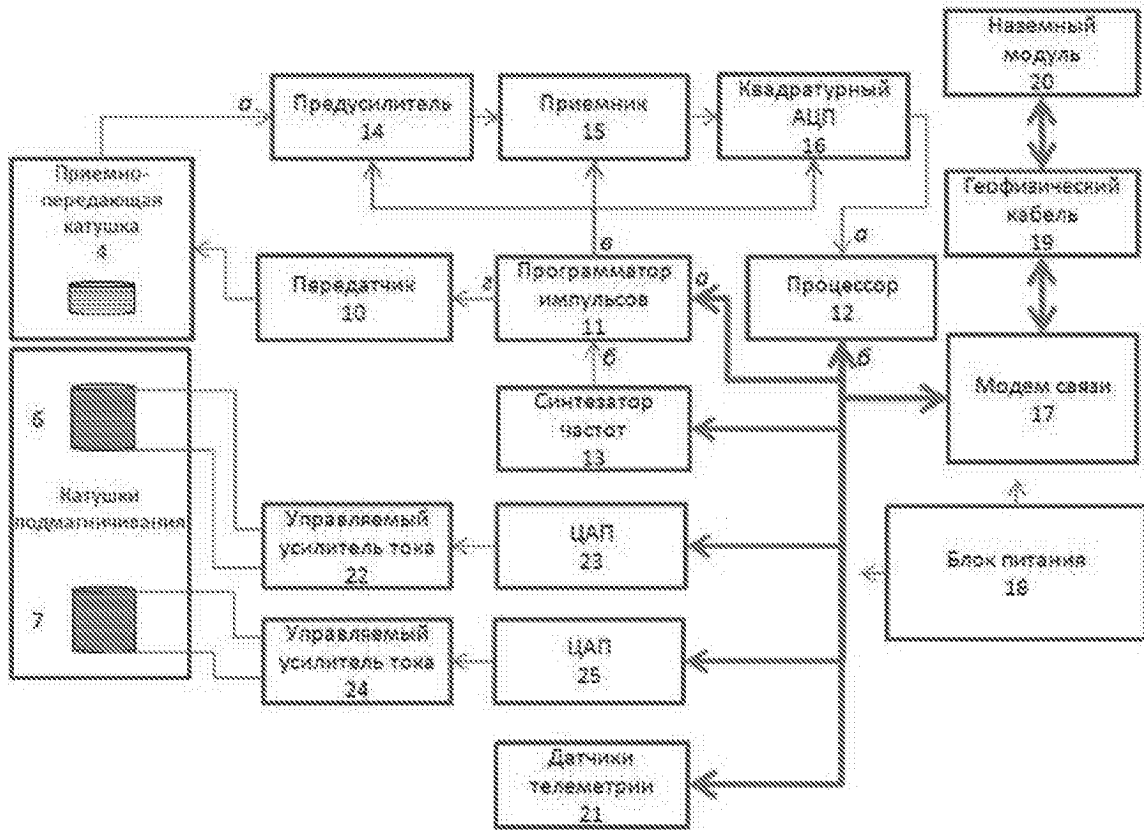 Наземный
модуль
20
а
Предусилитель
14
Приемник
15
Квадратурный
АЦП
16
Приемно-
передающая
катушка
4
Геофизический
кабель
19
в
а
Передатчик
10
г
Программатор
импульсов
11
а
Процессор
12
б
б
Синтезатор
частот
13
Модем связи
17
6
Катушки
подмагничивания
7
Управляемый
усилитель тока
22
ЦАП
23
Блок питания
18
Управляемый
усилитель тока
24
ЦАП
25
Датчики
телеметрии
21